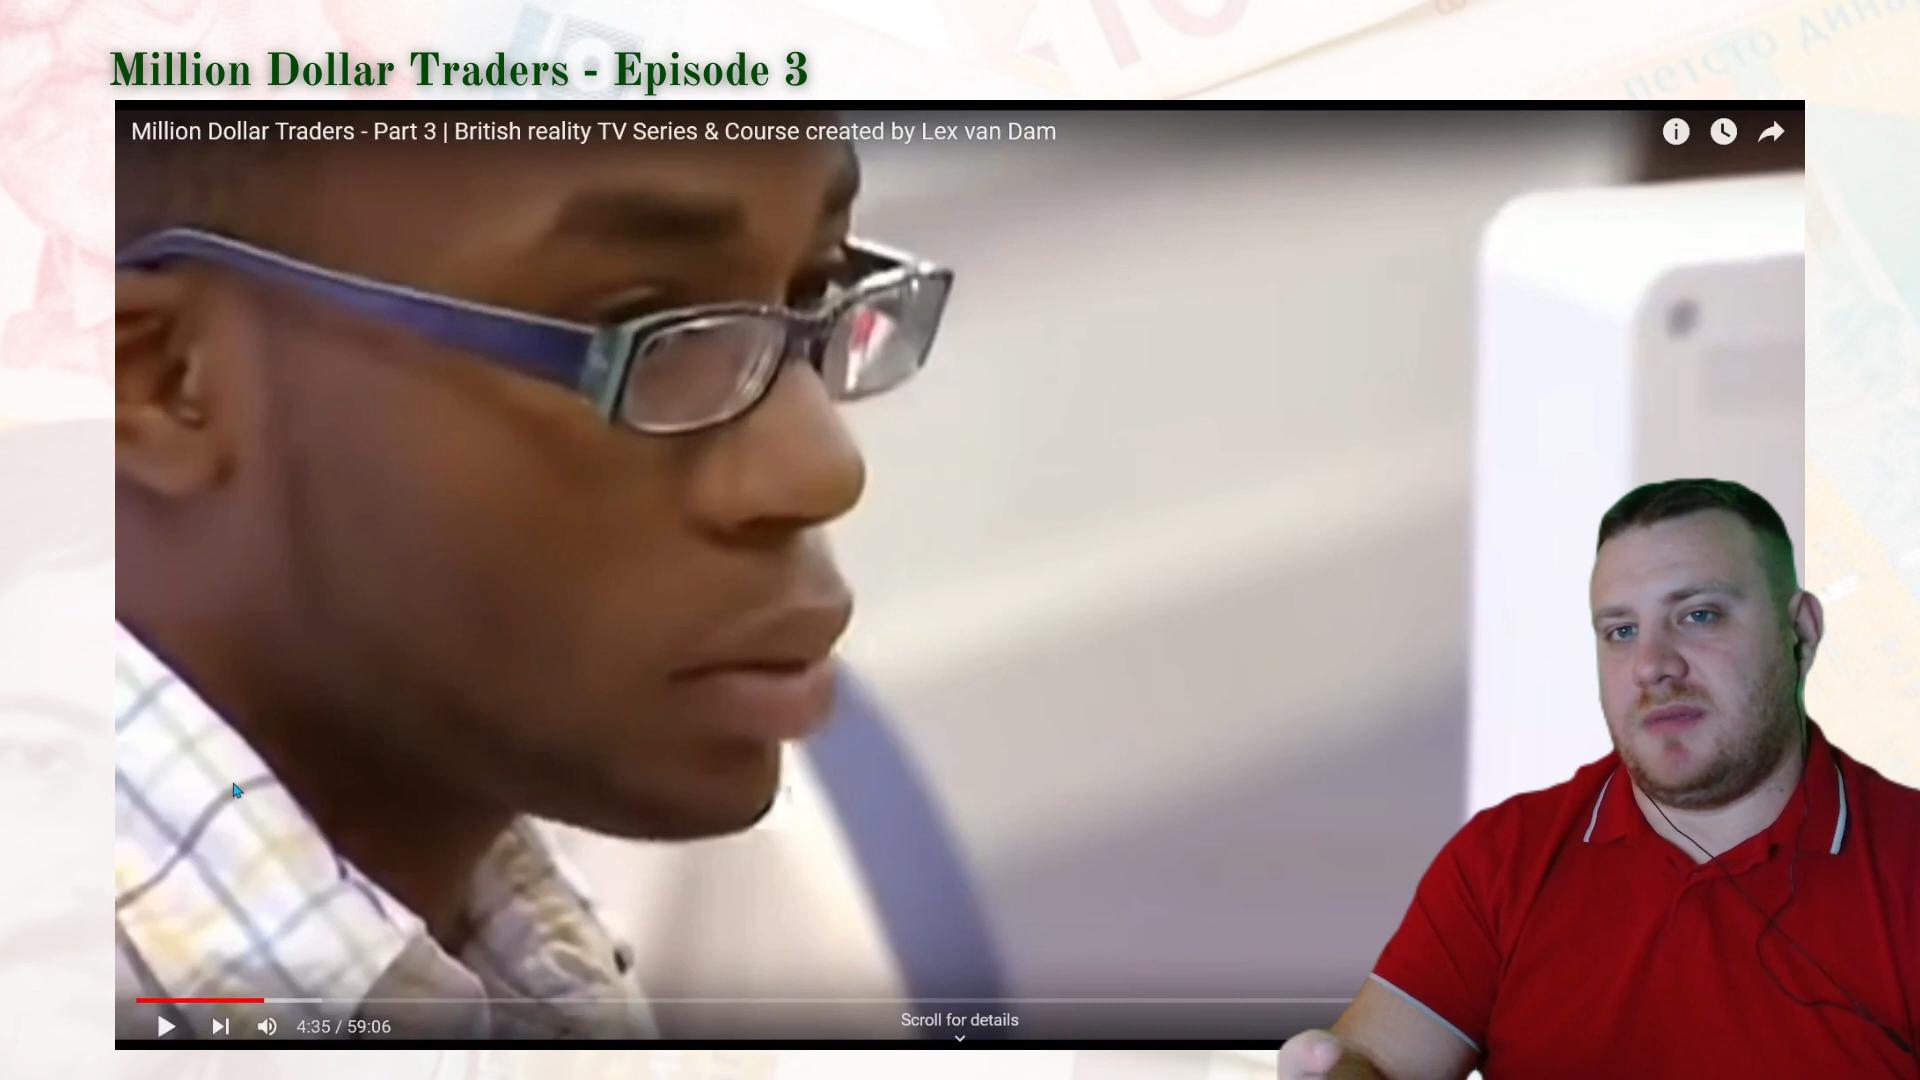 Million Dollar Traders - Episode 3
Million Dollar Traders - Part 3 | British reality TV Series & Course created by Lex van Dam
4:35 / 59:06
Scroll for details